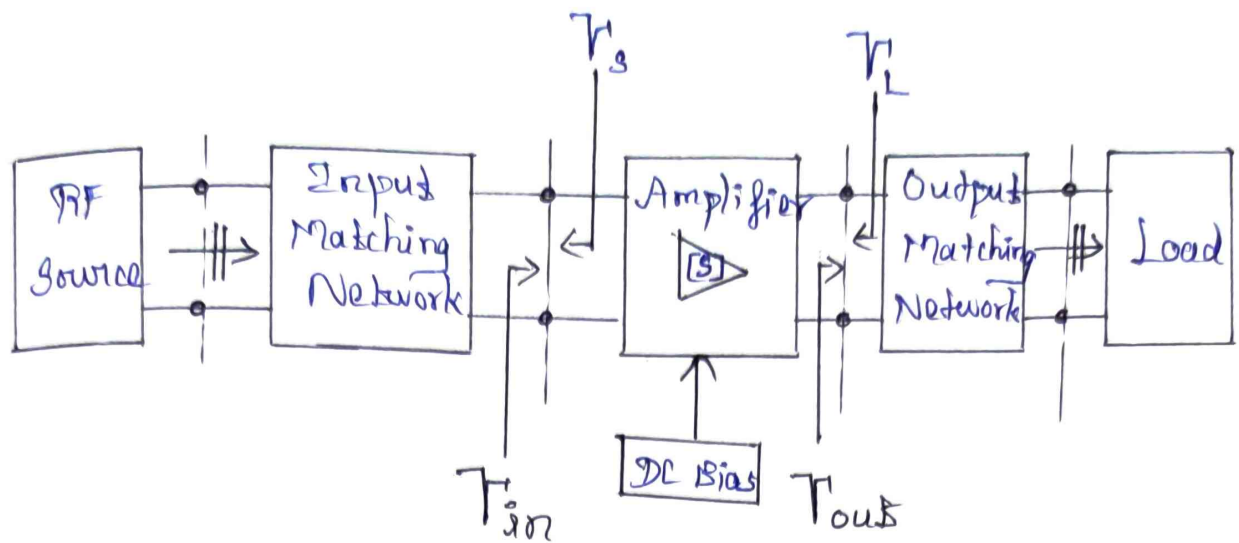 Γs
ΓL
RF
Source
Input
Matching
Network
Amplifier
[S]
Output
Matching
Network
Load
DC Bias
Γin
Γout